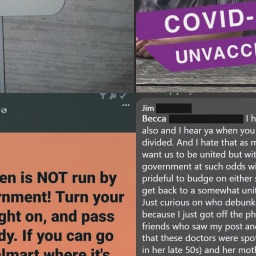 COVID-
UNVACC
en is NOT run by
rnment! Turn your
ght on, and pass
dy. If you can go
lmart where it's
Jim
Becca I h
also and I hear ya when you
divided. And I hate that as m
want us to be united but wit
government at such odds wi
prideful to budge on either s
get back to a somewhat unit
Just curious on who debunk
because I just got off the ph
friends who saw my post an
that these doctors were spot
in her late 50s) and her moth